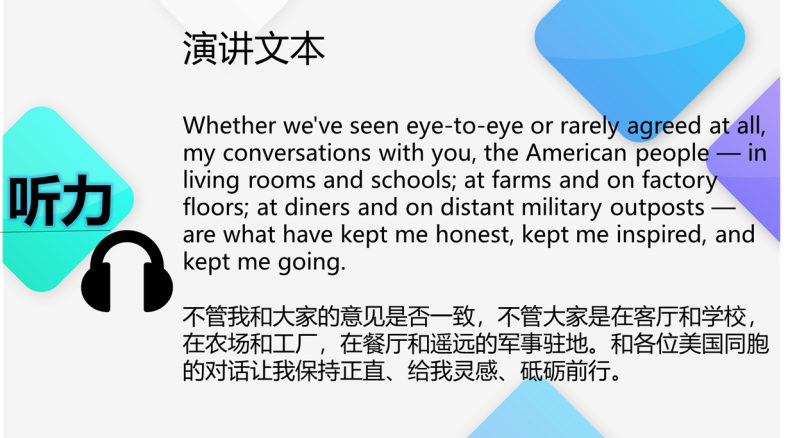 演讲文本
Whether we've seen eye-to-eye or rarely agreed at all,
my conversations with you, the American people — in
living rooms and schools; at farms and on factory
floors; at diners and on distant military outposts —
are what have kept me honest, kept me inspired, and
kept me going.
听力
不管我和大家的意见是否一致，不管大家是在客厅和学校，
在农场和工厂，在餐厅和遥远的军事驻地。和各位美国同胞
的对话让我保持正直、给我灵感、砥砺前行。